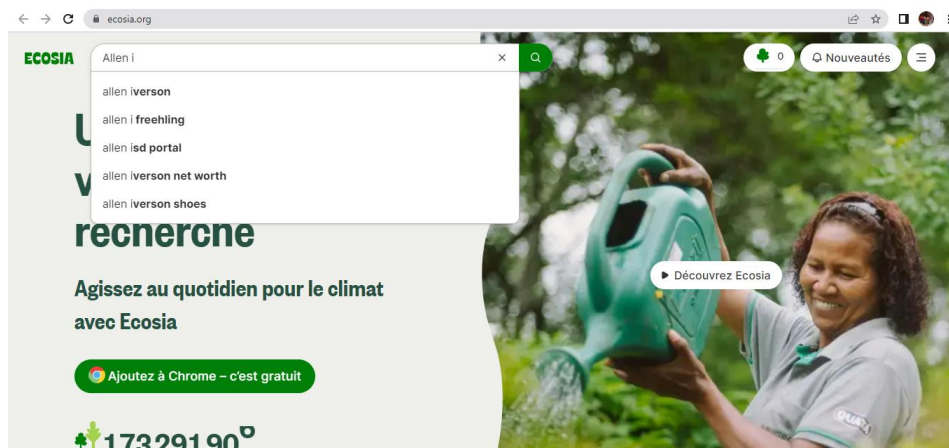 ecosia.org
ECOSIA
Allen i
0
Nouveautés
allen iverson
allen i freehling
allen isd portal
allen iverson net worth
allen iverson shoes
recherche
Découvrez Ecosia
Agissez au quotidien pour le climat
avec Ecosia
Ajoutez à Chrome – c'est gratuit